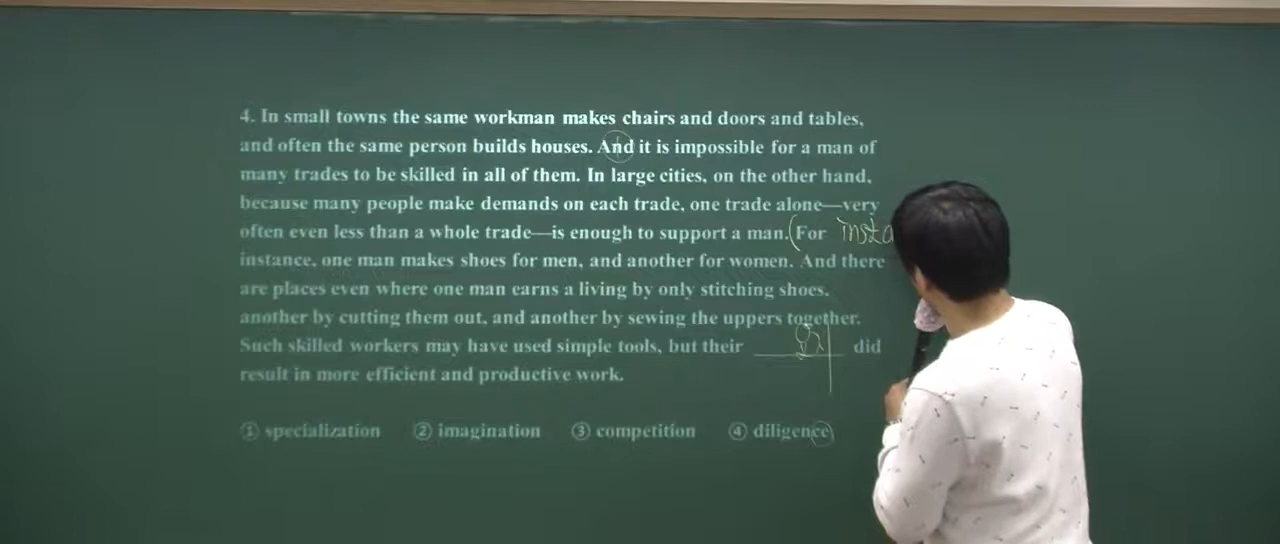 4. In small towns the same workman makes chairs and doors and tables,
and often the same person builds houses. And it is impossible for a man of
many trades to be skilled in all of them. In large cities, on the other hand,
because many people make demands on each trade, one trade alone—very
often even less than a whole trade—is enough to support a man. (For insta
instance, one man makes shoes for men, and another for women. And there
are places even where one man earns a living by only stitching shoes,
another by cutting them out, and another by sewing the uppers together.
Such skilled workers may have used simple tools, but their ______ did
result in more efficient and productive work.
① specialization ② imagination ③ competition ④ diligence